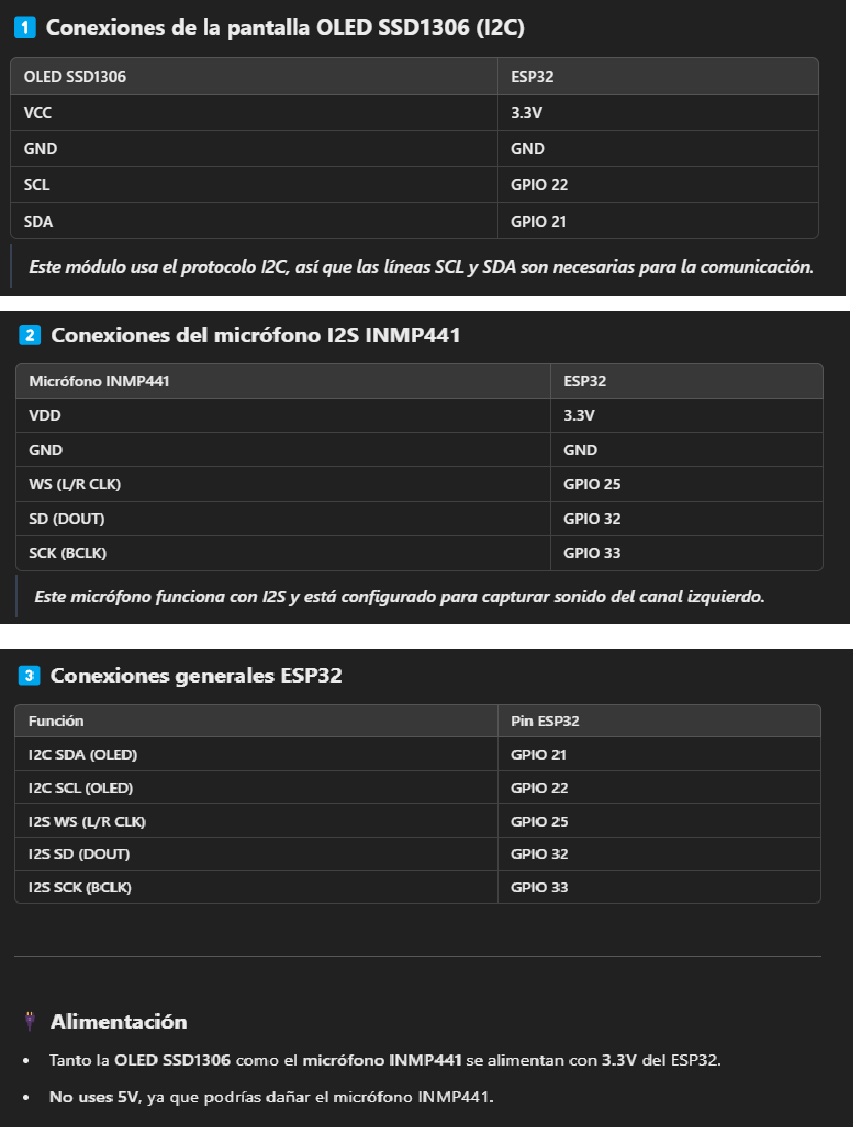 1 Conexiones de la pantalla OLED SSD1306 (I2C)
OLED SSD1306 ESP32
VCC 3.3V
GND GND
SCL GPIO 22
SDA GPIO 21
Este módulo usa el protocolo I2C, así que las líneas SCL y SDA son necesarias para la comunicación.
2 Conexiones del micrófono I2S INMP441
Micrófono INMP441 ESP32
VDD 3.3V
GND GND
WS (L/R CLK) GPIO 25
SD (DOUT) GPIO 32
SCK (BCLK) GPIO 33
Este micrófono funciona con I2S y está configurado para capturar sonido del canal izquierdo.
3 Conexiones generales ESP32
Función Pin ESP32
I2C SDA (OLED) GPIO 21
I2C SCL (OLED) GPIO 22
I2S WS (L/R CLK) GPIO 25
I2S SD (DOUT) GPIO 32
I2S SCK (BCLK) GPIO 33
Alimentación
• Tanto la OLED SSD1306 como el micrófono INMP441 se alimentan con 3.3V del ESP32.
• No uses 5V, ya que podrías dañar el micrófono INMP441.